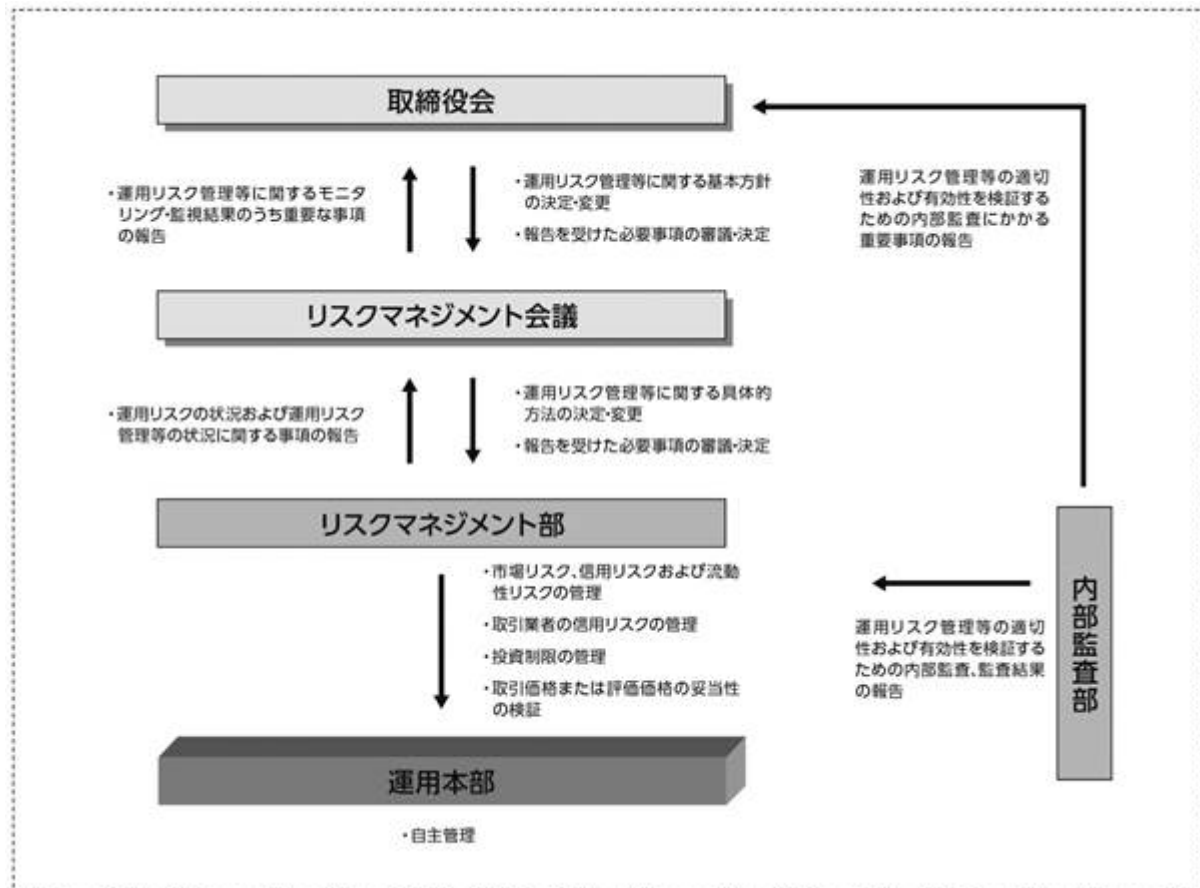 取締役会
・運用リスク管理等に関するモニタ
リング・監視結果のうち重要な事項
の報告
・運用リスク管理等に関する基本方針
の決定・変更
・報告を受けた必要事項の審議・決定
運用リスク管理等の適切
性および有効性を検証す
るための内部監査にかかる
重要事項の報告
リスクマネジメント会議
・運用リスクの状況および運用リスク
管理等の状況に関する事項の報告
・運用リスク管理等に関する具体的
方法の決定・変更
・報告を受けた必要事項の審議・決定
リスクマネジメント部
・市場リスク、信用リスクおよび流動
性リスクの管理
・取引業者の信用リスクの管理
・投資制限の管理
・取引価格または評価価格の妥当性
の検証
運用リスク管理等の適切
性および有効性を検証する
ための内部監査、監査結果
の報告
内部監査部
運用本部
・自主管理